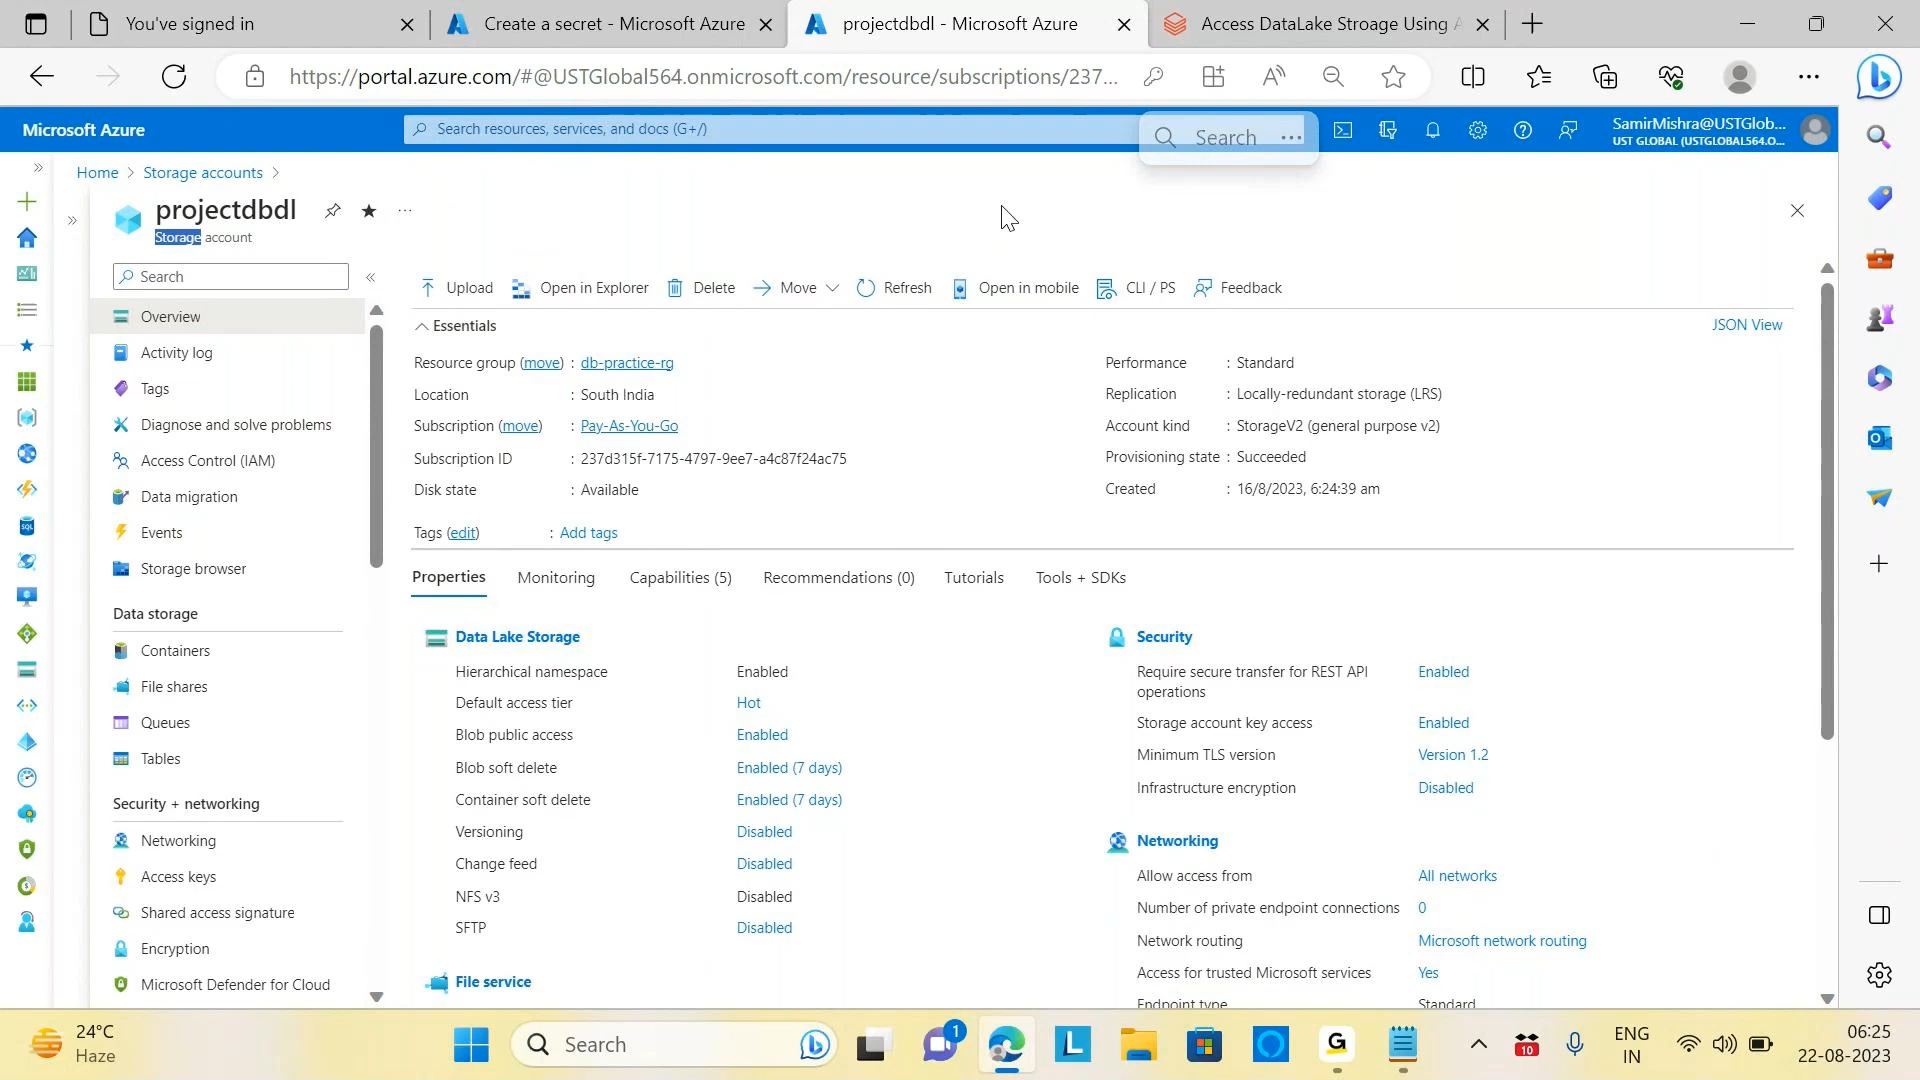 You've signed in
Create a secret - Microsoft Azure
projectdbdl - Microsoft Azure
Access DataLake Stroage Using
https://portal.azure.com/#@USTGlobal564.onmicrosoft.com/resource/subscriptions/237...
Microsoft Azure
Search resources, services, and docs (G+/)
Search ...
SamirMishra@USTGlob...
UST GLOBAL (USTGLOBAL564.O...
Home > Storage accounts >
projectdbdl
Storage account
Search
Overview
Activity log
Tags
Diagnose and solve problems
Access Control (IAM)
Data migration
Events
Storage browser
Data storage
Containers
File shares
Queues
Tables
Security + networking
Networking
Access keys
Shared access signature
Encryption
Microsoft Defender for Cloud
Upload
Open in Explorer
Delete
Move
Refresh
Open in mobile
CLI / PS
Feedback
Essentials
JSON View
Resource group (move) : db-practice-rg
Location : South India
Subscription (move) : Pay-As-You-Go
Subscription ID : 237d315f-7175-4797-9ee7-a4c87f24ac75
Disk state : Available
Tags (edit) : Add tags
Performance : Standard
Replication : Locally-redundant storage (LRS)
Account kind : StorageV2 (general purpose v2)
Provisioning state : Succeeded
Created : 16/8/2023, 6:24:39 am
Properties
Monitoring
Capabilities (5)
Recommendations (0)
Tutorials
Tools + SDKs
Data Lake Storage
Hierarchical namespace Enabled
Default access tier Hot
Blob public access Enabled
Blob soft delete Enabled (7 days)
Container soft delete Enabled (7 days)
Versioning Disabled
Change feed Disabled
NFS v3 Disabled
SFTP Disabled
File service
Security
Require secure transfer for REST API Enabled
operations
Storage account key access Enabled
Minimum TLS version Version 1.2
Infrastructure encryption Disabled
Networking
Allow access from All networks
Number of private endpoint connections 0
Network routing Microsoft network routing
Access for trusted Microsoft services Yes
Endpoint type Standard
24°C
Haze
Search
1
10
ENG
IN
06:25
22-08-2023